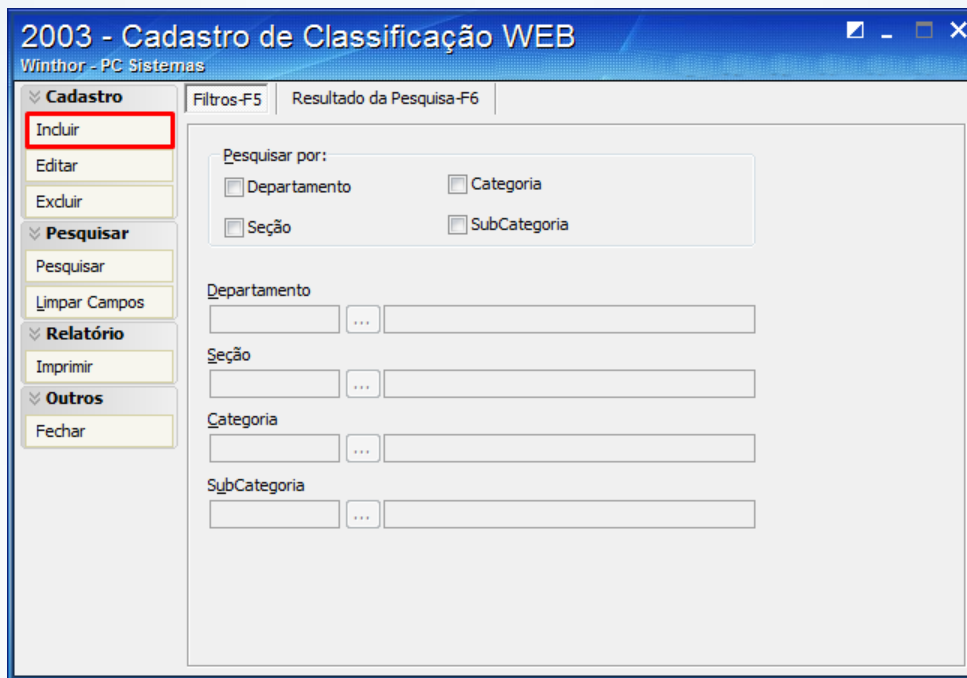 2003 - Cadastro de Classificação WEB
Winthor - PC Sistemas
Cadastro
Incluir
Editar
Excluir
Pesquisar
Pesquisar
Limpar Campos
Relatório
Imprimir
Outros
Fechar
Filtros-F5 Resultado da Pesquisa-F6
Pesquisar por:
Departamento Categoria
Seção SubCategoria
Departamento
...
Seção
...
Categoria
...
SubCategoria
...